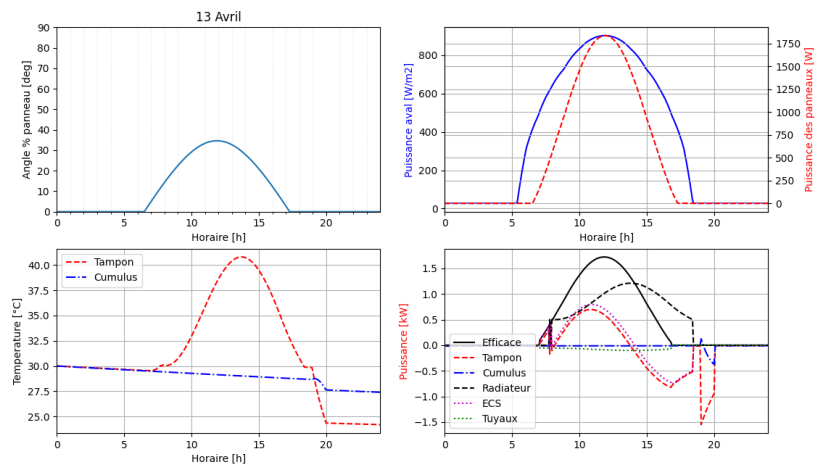 13 Avril
Angle % panneau [deg]
90
80
70
60
50
40
30
20
10
0
0 5 10 15 20
Horaire [h]
Puissance aval [W/m2]
800
600
400
200
0
Puissance des panneaux [W]
1750
1500
1250
1000
750
500
250
0
0 5 10 15 20
Horaire [h]
Temperature [°C]
40.0
37.5
35.0
32.5
30.0
27.5
25.0
Tampon
Cumulus
0 5 10 15 20
Horaire [h]
Puissance [kW]
1.5
1.0
0.5
0.0
−0.5
−1.0
−1.5
Efficace
Tampon
Cumulus
Radiateur
ECS
Tuyaux
0 5 10 15 20
Horaire [h]